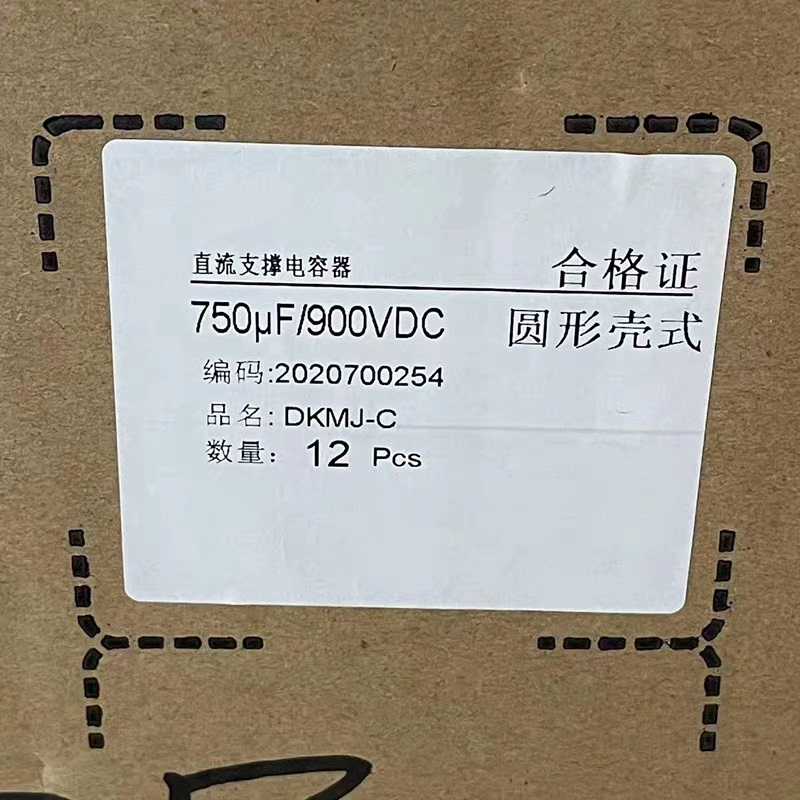 直流支撑电容器 合格证
750μF/900VDC 圆形壳式
编码:2020700254
品名: DKMJ-C
数量: 12 Pcs